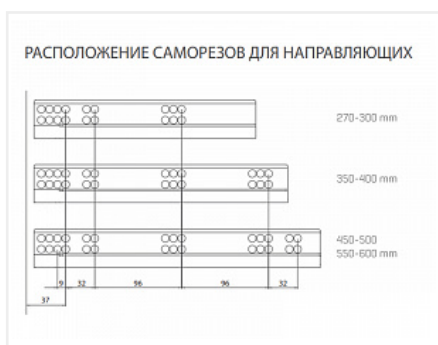 РАСПОЛОЖЕНИЕ САМОРЕЗОВ ДЛЯ НАПРАВЛЯЮЩИХ
270-300 mm
350-400 mm
450-500
550-600 mm
9 32 96 96 32
37